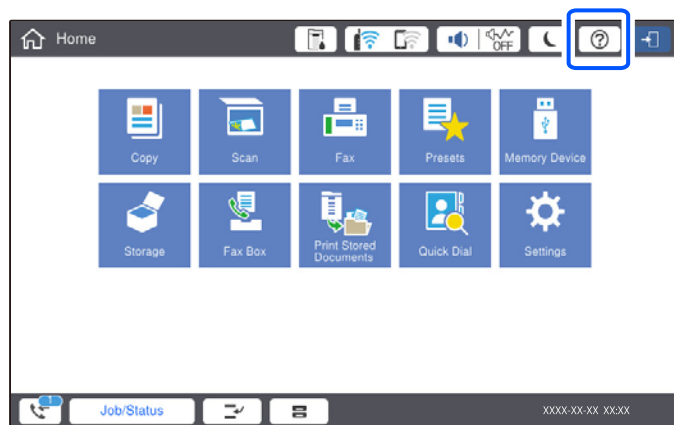 Home
OFF
?
Copy
Scan
Fax
Presets
Memory Device
Storage
Fax Box
Print Stored
Documents
Quick Dial
Settings
1
Job/Status
XXXX-XX-XX XX:XX